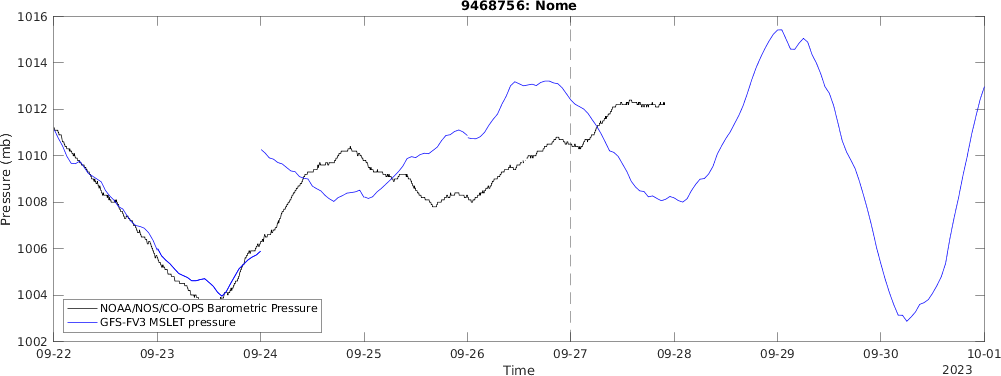 9468756: Nome
1016
1014
1012
1010
1008
1006
1004
1002
Pressure (mb)
NOAA/NOS/CO-OPS Barometric Pressure
GFS-FV3 MSLET pressure
09-22 09-23 09-24 09-25 09-26 09-27 09-28 09-29 09-30 10-01
Time
2023